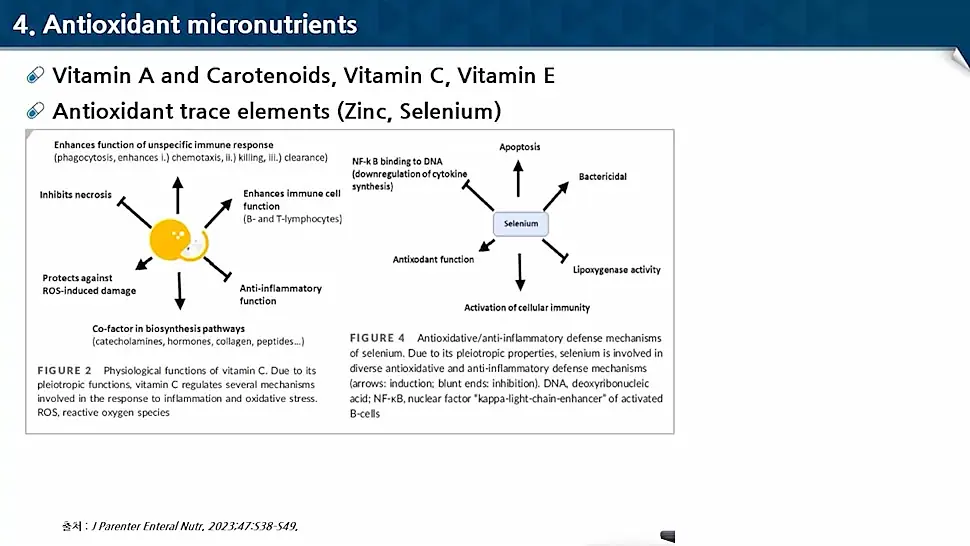 4. Antioxidant micronutrients
Vitamin A and Carotenoids, Vitamin C, Vitamin E
Antioxidant trace elements (Zinc, Selenium)
Enhances function of unspecific immune response
(phagocytosis, enhances i.) chemotaxis, ii.) killing, iii.) clearance)
Inhibits necrosis
Enhances immune cell
function
(B- and T-lymphocytes)
Protects against
ROS-induced damage
Anti-inflammatory
function
Co-factor in biosynthesis pathways
(catecholamines, hormones, collagen, peptides...)
FIGURE 2 Physiological functions of vitamin C. Due to its
pleiotropic functions, vitamin C regulates several mechanisms
involved in the response to inflammation and oxidative stress.
ROS, reactive oxygen species
Apoptosis
NF-k B binding to DNA
(downregulation of cytokine
synthesis)
Bactericidal
Selenium
Antixodant function
Lipoxygenase activity
Activation of cellular immunity
FIGURE 4 Antioxidative/anti-inflammatory defense mechanisms
of selenium. Due to its pleiotropic properties, selenium is involved in
diverse antioxidative and anti-inflammatory defense mechanisms
(arrows: induction; blunt ends: inhibition). DNA, deoxyribonucleic
acid; NF-κB, nuclear factor "kappa-light-chain-enhancer" of activated
B-cells
출처 : J Parenter Enteral Nutr. 2023;47:S38-S49.